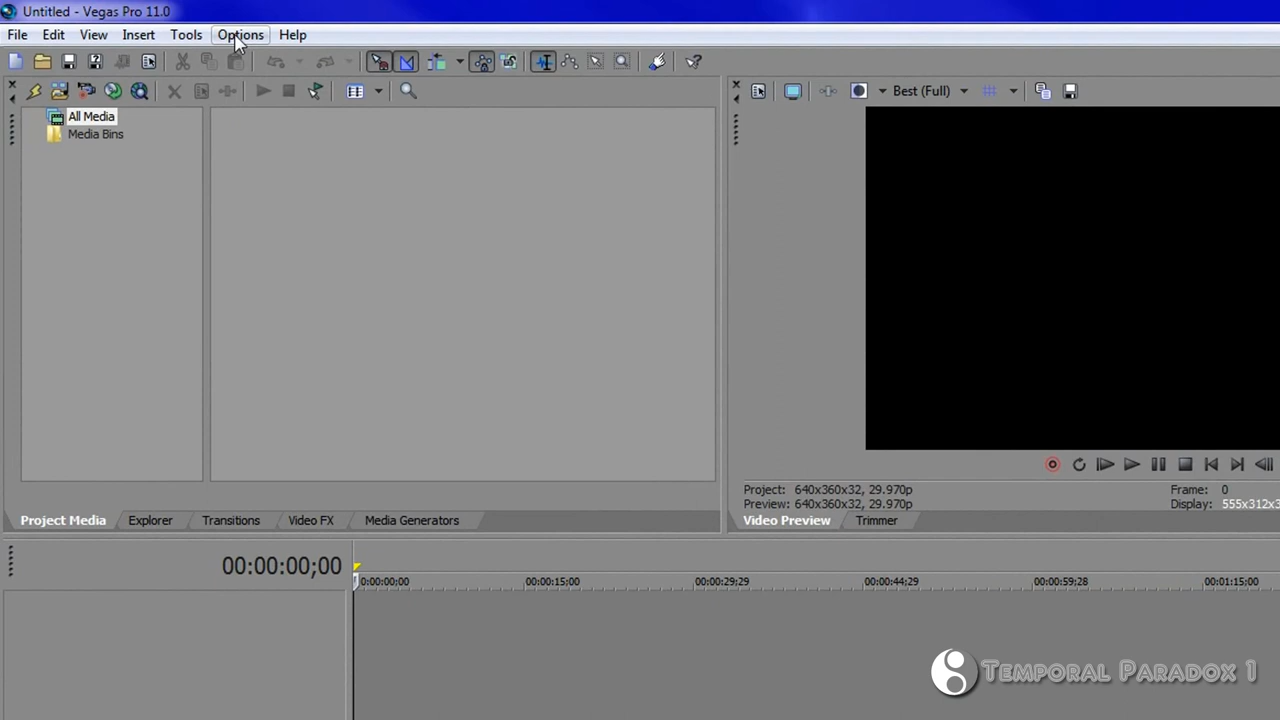 Untitled - Vegas Pro 11.0
File Edit View Insert Tools Options Help
Best (Full)
All Media
Media Bins
Project: 640x360x32, 29.970p
Frame: 0
Preview: 640x360x32, 29.970p
Display: 555x312x3
Project Media Explorer Transitions Video FX Media Generators
Video Preview Trimmer
00:00:00;00
0:00:00;00 00:00:15;00 00:00:29;29 00:00:44;29 00:00:59;28 00:01:15;00
Temporal Paradox 1